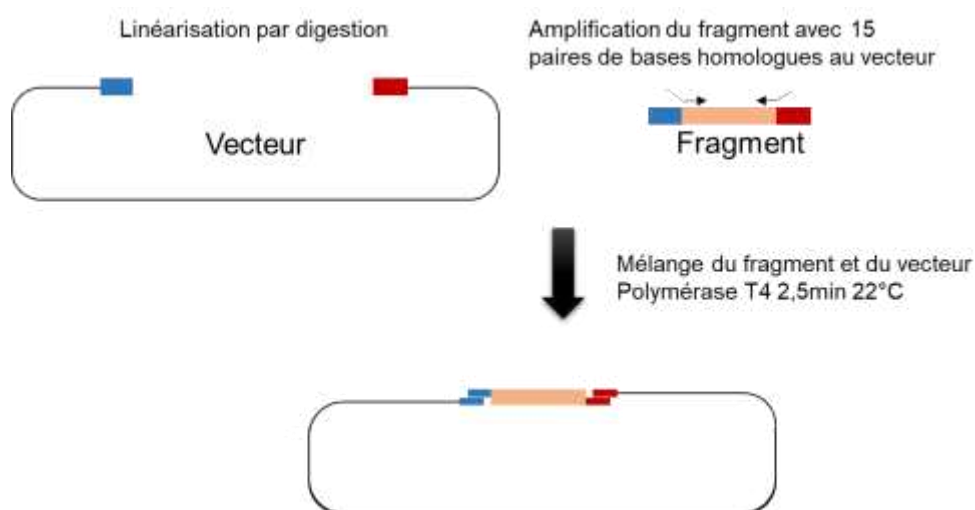 Linéarisation par digestion
Amplification du fragment avec 15
paires de bases homologues au vecteur
Vecteur
Fragment
Mélange du fragment et du vecteur
Polymérase T4 2,5min 22°C